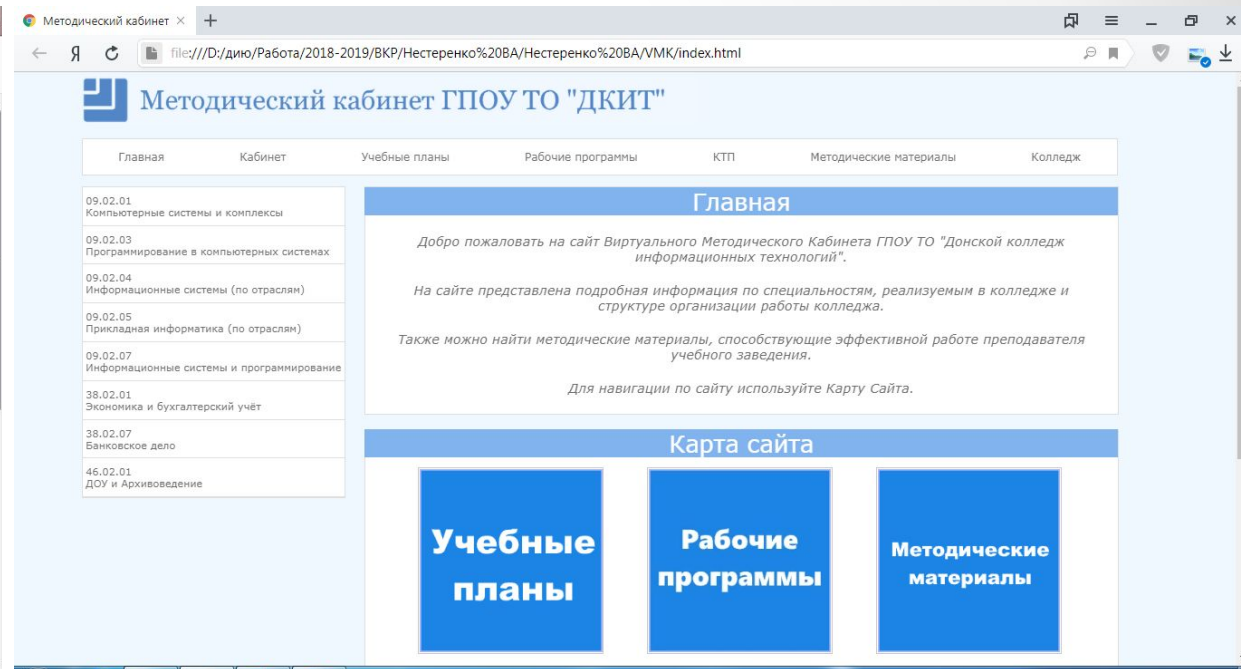 Методический кабинет
file:///D:/дию/Работа/2018-2019/ВКР/Нестеренко%20ВА/Нестеренко%20ВА/VMK/index.html
Методический кабинет ГПОУ ТО "ДКИТ"
Главная Кабинет Учебные планы Рабочие программы КТП Методические материалы Колледж
09.02.01
Компьютерные системы и комплексы
09.02.03
Программирование в компьютерных системах
09.02.04
Информационные системы (по отраслям)
09.02.05
Прикладная информатика (по отраслям)
09.02.07
Информационные системы и программирование
38.02.01
Экономика и бухгалтерский учёт
38.02.07
Банковское дело
46.02.01
ДОУ и Архивоведение
Главная
Добро пожаловать на сайт Виртуального Методического Кабинета ГПОУ ТО "Донской колледж
информационных технологий".
На сайте представлена подробная информация по специальностям, реализуемым в колледже и
структуре организации работы колледжа.
Также можно найти методические материалы, способствующие эффективной работе преподавателя
учебного заведения.
Для навигации по сайту используйте Карту Сайта.
Карта сайта
Учебные
планы
Рабочие
программы
Методические
материалы